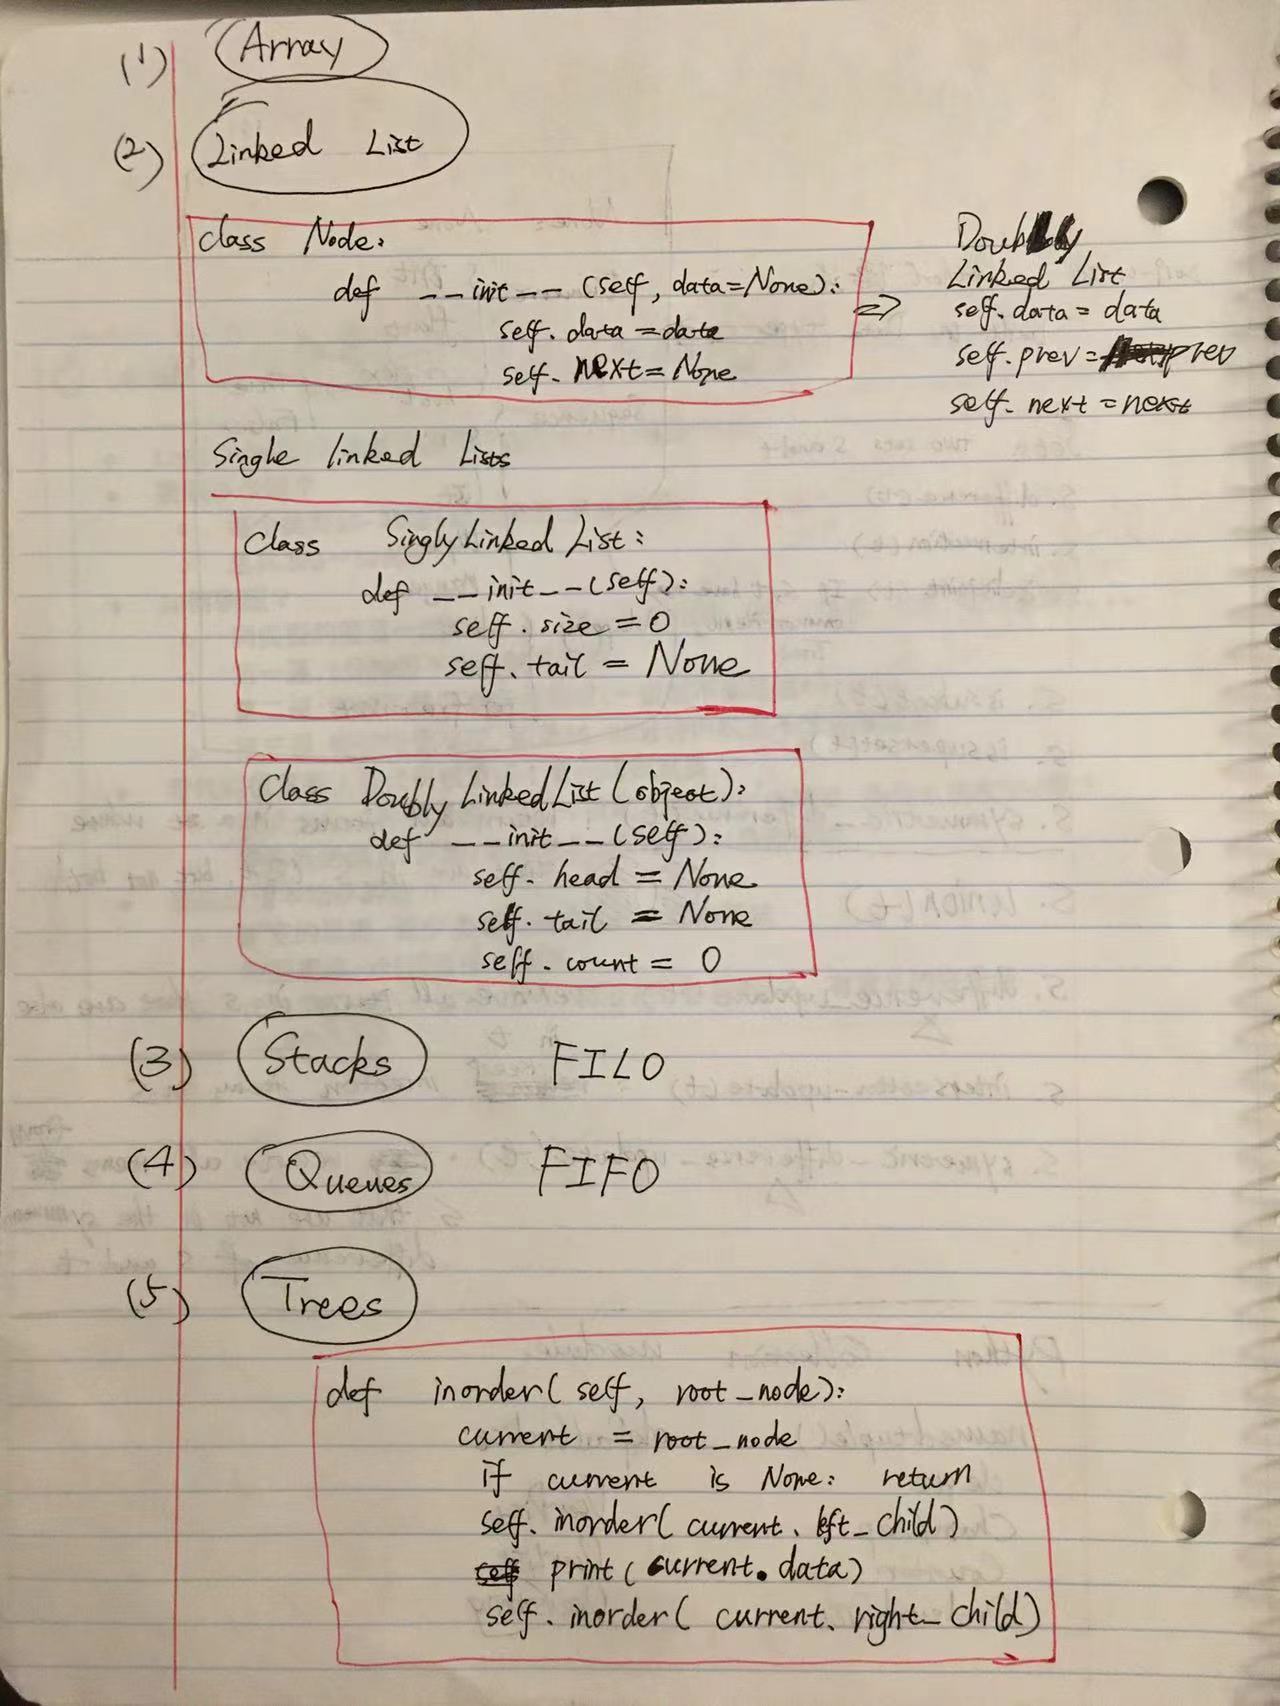 (1) Array
(2) Linked List
class Node:
def __init__ (self, data=None):
self.data = data
self.next = None
⇒ Doubly
Linked List
self.data = data
self.prev = prev
self.next = next
Single linked Lists
class SinglyLinked List:
def __init__(self):
self.size = 0
self.tail = None
class Doubly LinkedList(object):
def __init__(self):
self.head = None
self.tail = None
self.count = 0
(3) Stacks FILO
(4) Queues FIFO
(5) Trees
def inorder(self, root_node):
current = root_node
if current is None: return
self.inorder(current.left_child)
print(current.data)
self.inorder(current.right_child)